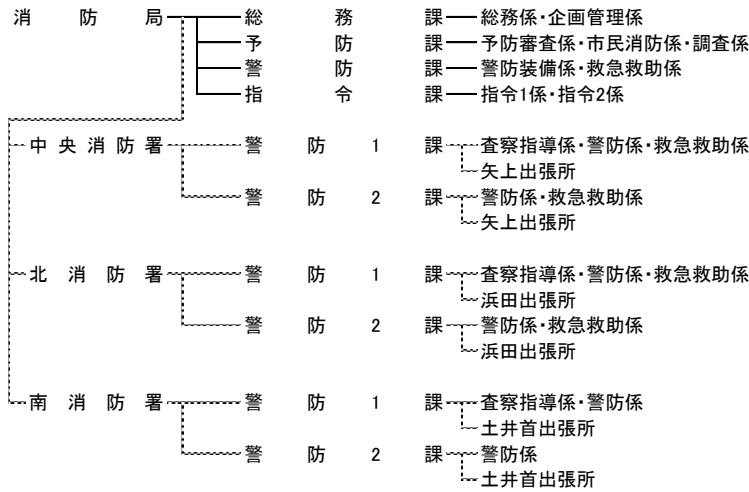 消防局 総務課 総務係・企画管理係
予防課 予防審査係・市民消防係・調査係
警防課 警防装備係・救急救助係
指令課 指令1係・指令2係
中央消防署 警防1課 査察指導係・警防係・救急救助係
矢上出張所
警防2課 警防係・救急救助係
矢上出張所
北消防署 警防1課 査察指導係・警防係・救急救助係
浜田出張所
警防2課 警防係・救急救助係
浜田出張所
南消防署 警防1課 査察指導係・警防係
土井首出張所
警防2課 警防係
土井首出張所